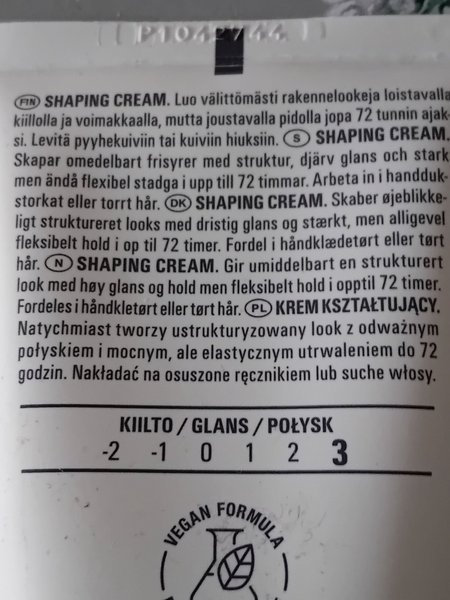 P1042744
FIN SHAPING CREAM. Luo välittömästi rakennelookeja loistavalla
kiillolla ja voimakkaalla, mutta joustavalla pidolla jopa 72 tunnin ajak-
si. Levitä pyyhekuiviin tai kuiviin hiuksiin. S SHAPING CREAM.
Skapar omedelbart frisyrer med struktur, djärv glans och stark
men ändå flexibel stadga i upp till 72 timmar. Arbeta in i handduk-
storkat eller torrt hår. DK SHAPING CREAM. Skaber øjeblikke-
ligt struktureret looks med dristig glans og stærkt, men alligevel
fleksibelt hold i op til 72 timer. Fordel i håndklædetørt eller tørt
hår. N SHAPING CREAM. Gir umiddelbart en strukturert
look med høy glans og hold men fleksibelt hold i opptil 72 timer.
Fordeles i håndkletørt eller tørt hår. PL KREM KSZTAŁTUJĄCY.
Natychmiast tworzy ustrukturyzowany look z odważnym
połyskiem i mocnym, ale elastycznym utrwaleniem do 72
godzin. Nakładać na osuszone ręcznikiem lub suche włosy.
KIILTO / GLANS / POŁYSK
-2 -1 0 1 2 3
VEGAN FORMULA